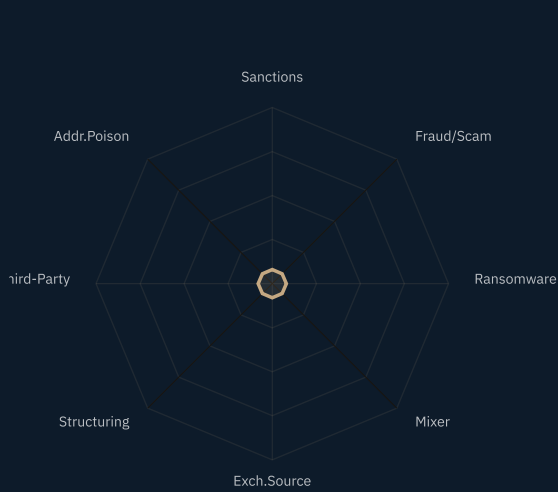 Sanctions
Addr.Poison
Fraud/Scam
hird-Party
Ransomware
Structuring
Mixer
Exch.Source